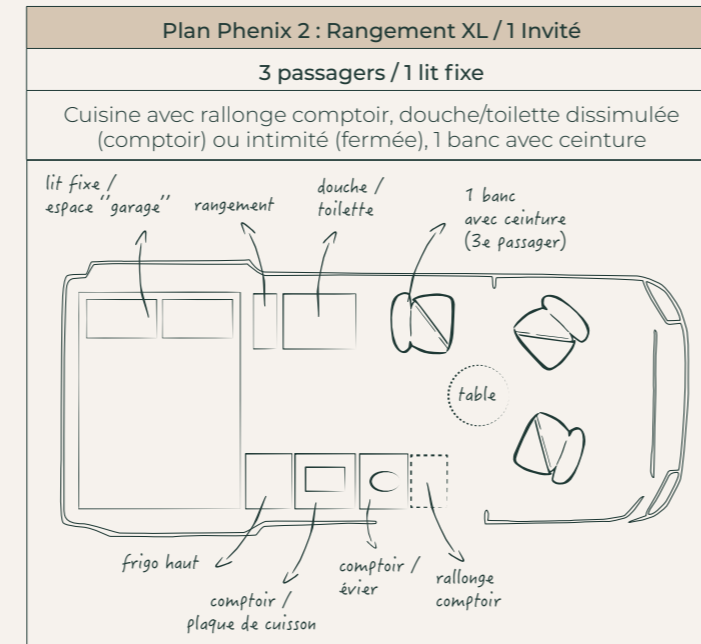 Plan Phenix 2 : Rangement XL / 1 Invité
3 passagers / 1 lit fixe
Cuisine avec rallonge comptoir, douche/toilette dissimulée
(comptoir) ou intimité (fermée), 1 banc avec ceinture
lit fixe /
espace "garage"
rangement
douche /
toilette
1 banc
avec ceinture
(3e passager)
table
frigo haut
comptoir /
plaque de cuisson
comptoir /
évier
rallonge
comptoir